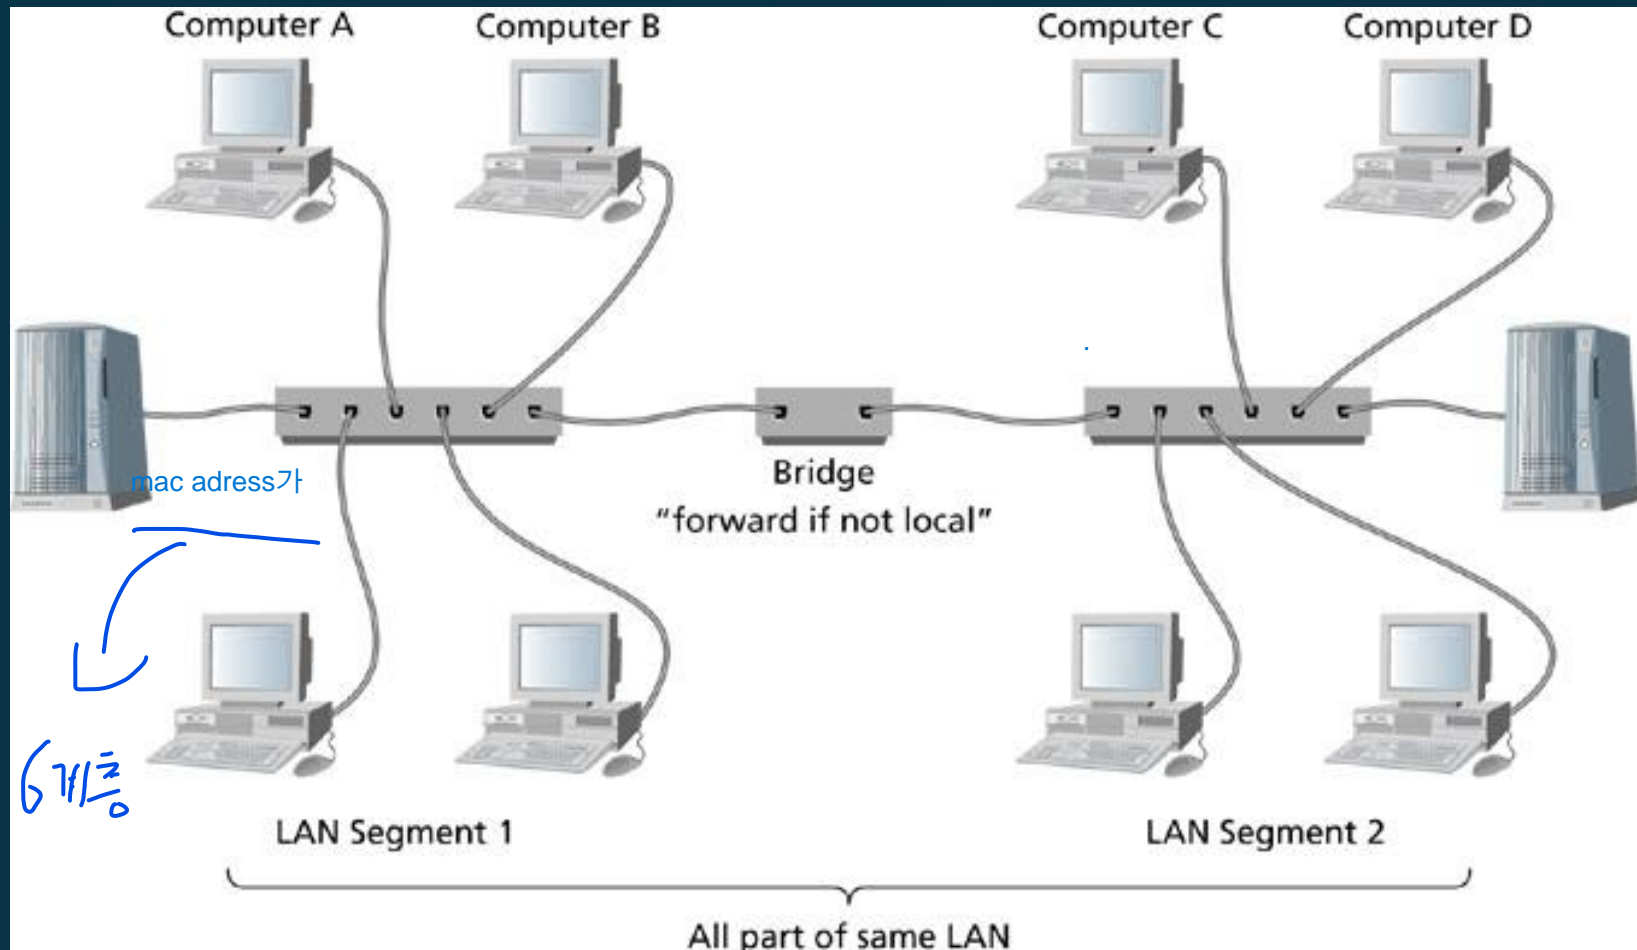 Computer A
Computer B
Computer C
Computer D
mac adress가
Bridge
"forward if not local"
6계층
LAN Segment 1
LAN Segment 2
All part of same LAN